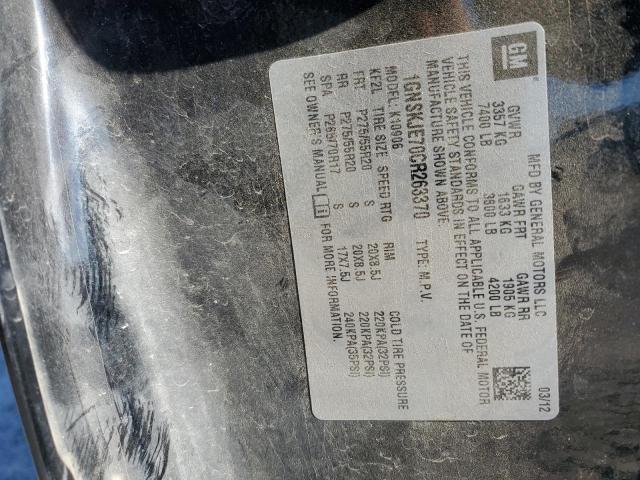 GM
MFD BY GENERAL MOTORS LLC
03/12
GVWR GAWR FRT GAWR RR
3357 KG 1633 KG 1905 KG
7400 LB 3600 LB 4200 LB
THIS VEHICLE CONFORMS TO ALL APPLICABLE U.S. FEDERAL MOTOR
VEHICLE SAFETY STANDARDS IN EFFECT ON THE DATE OF
MANUFACTURE SHOWN ABOVE.
1GNSKJE70CR263370 TYPE: M.P.V.
K10906
TIRE SIZE SPEED RTG RIM COLD TIRE PRESSURE
FRT P275/55R20 S 20X8.5J 220KPA(32PSI)
RR P275/55R20 S 20X8.5J 220KPA(32PSI)
SPA P265/70R17 S 17X7.5J 240KPA(35PSI)
SEE OWNER'S MANUAL FOR MORE INFORMATION.